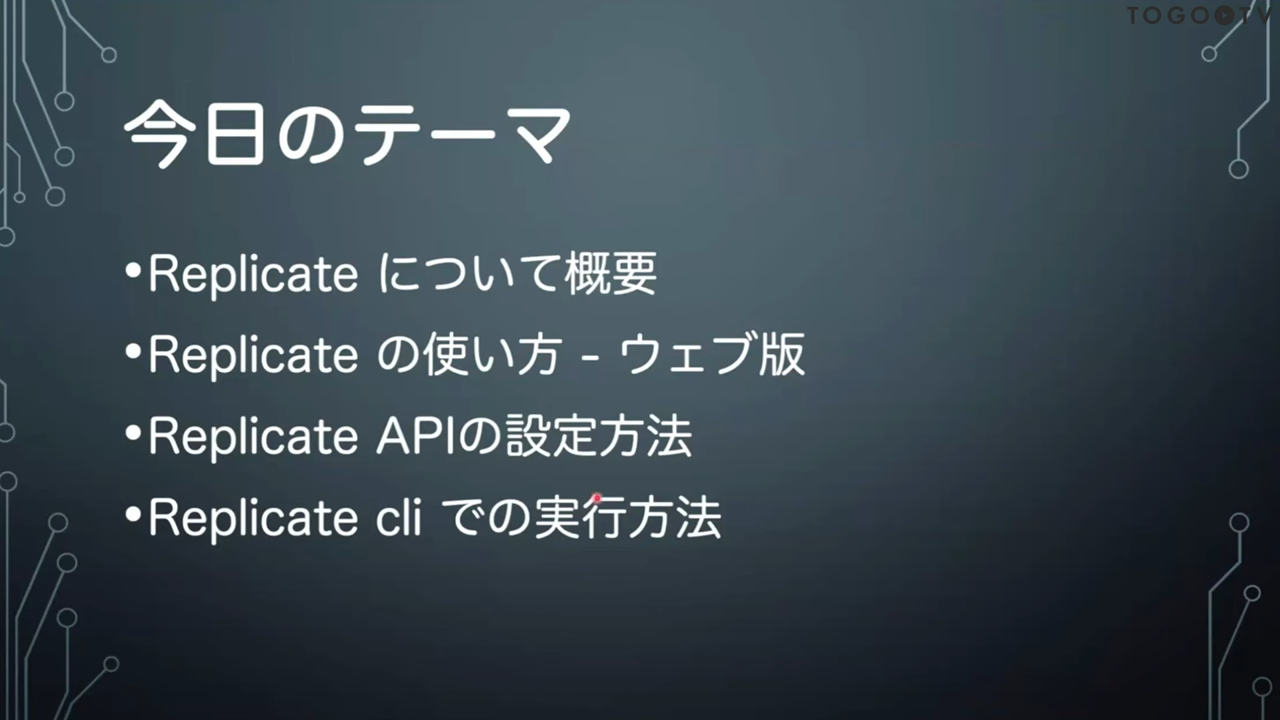 TOGOTV
今日のテーマ
•Replicate について概要
•Replicate の使い方 - ウェブ版
•Replicate APIの設定方法
•Replicate cli での実行方法